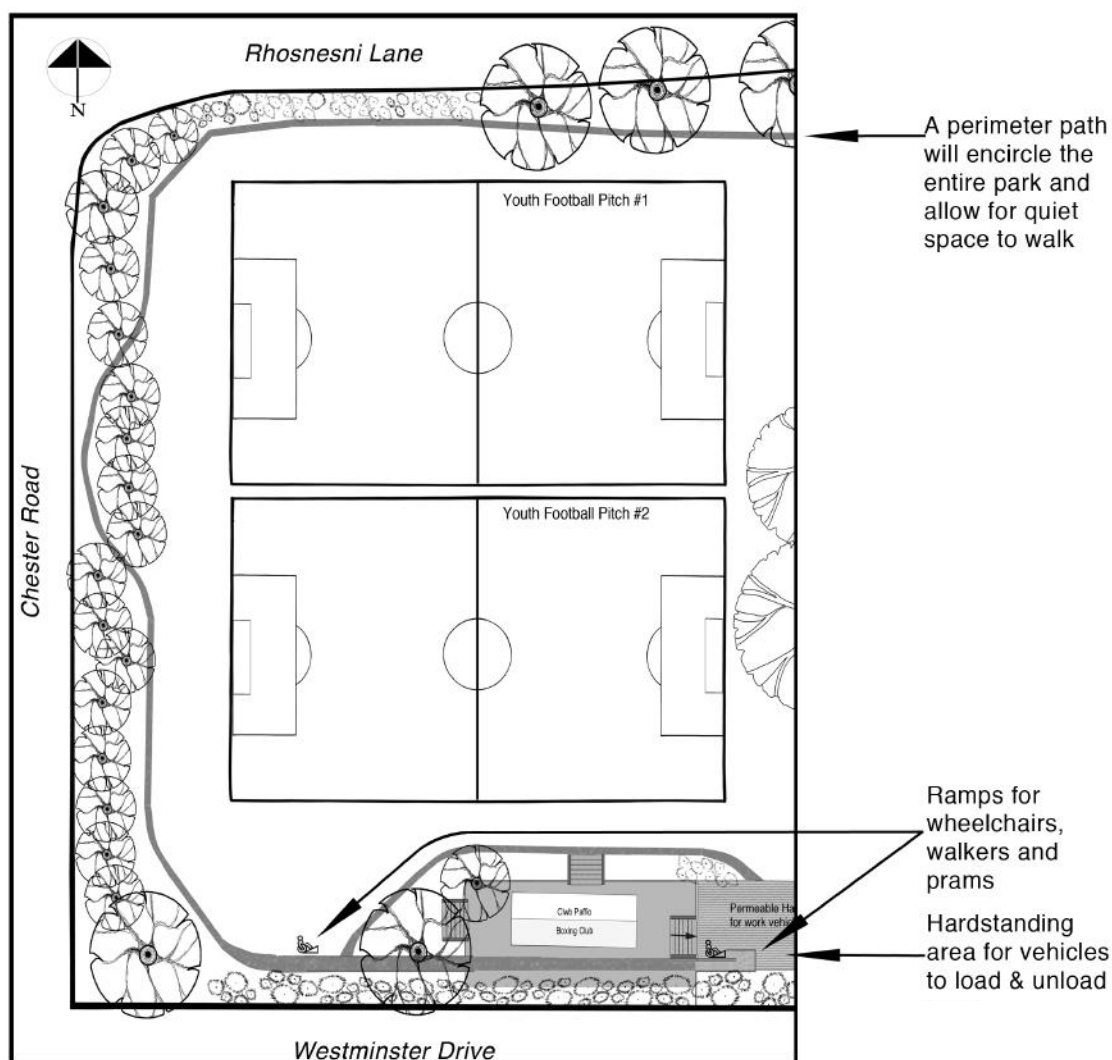 Rhosnesni Lane
N
A perimeter path
will encircle the
entire park and
allow for quiet
space to walk
Youth Football Pitch #1
Chester Road
Youth Football Pitch #2
Ramps for
wheelchairs,
walkers and
prams
Clwb Paffio
Boxing Club
Permeable Ha
for work vehic
Hardstanding
area for vehicles
to load & unload
Westminster Drive